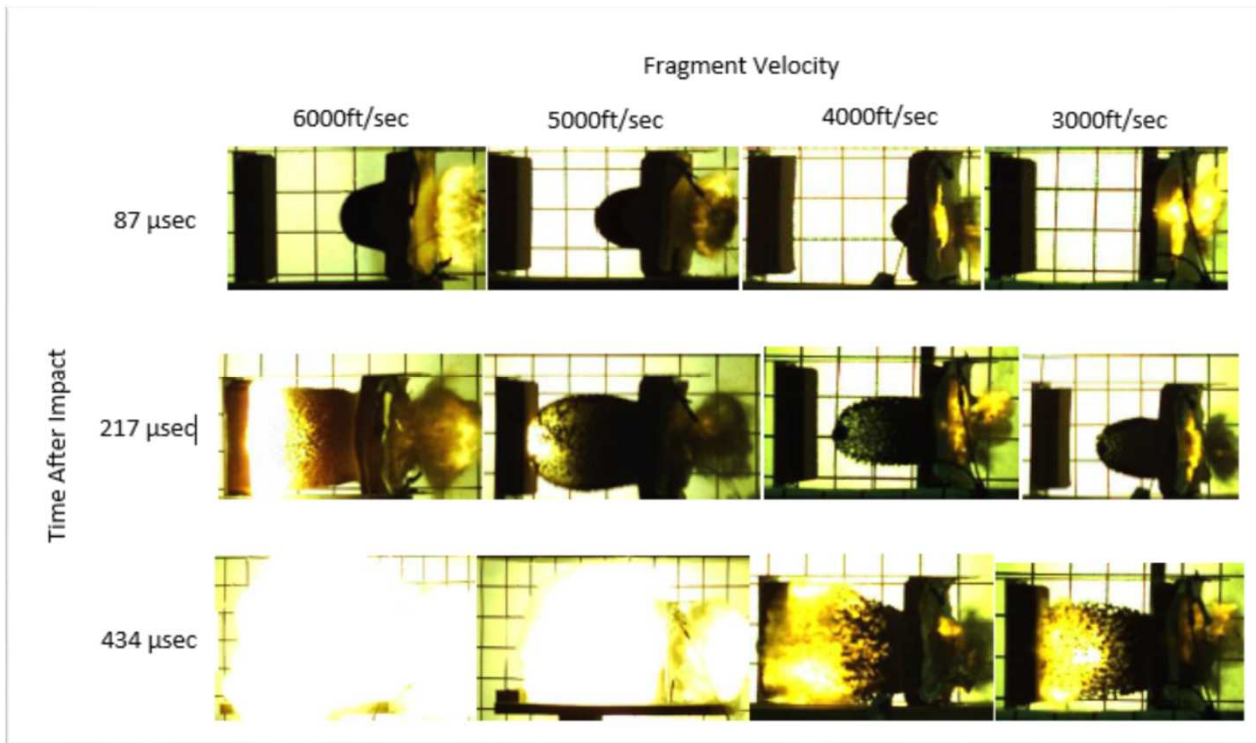 Fragment Velocity
6000ft/sec
5000ft/sec
4000ft/sec
3000ft/sec
87 µsec
Time After Impact
217 µsec
434 µsec